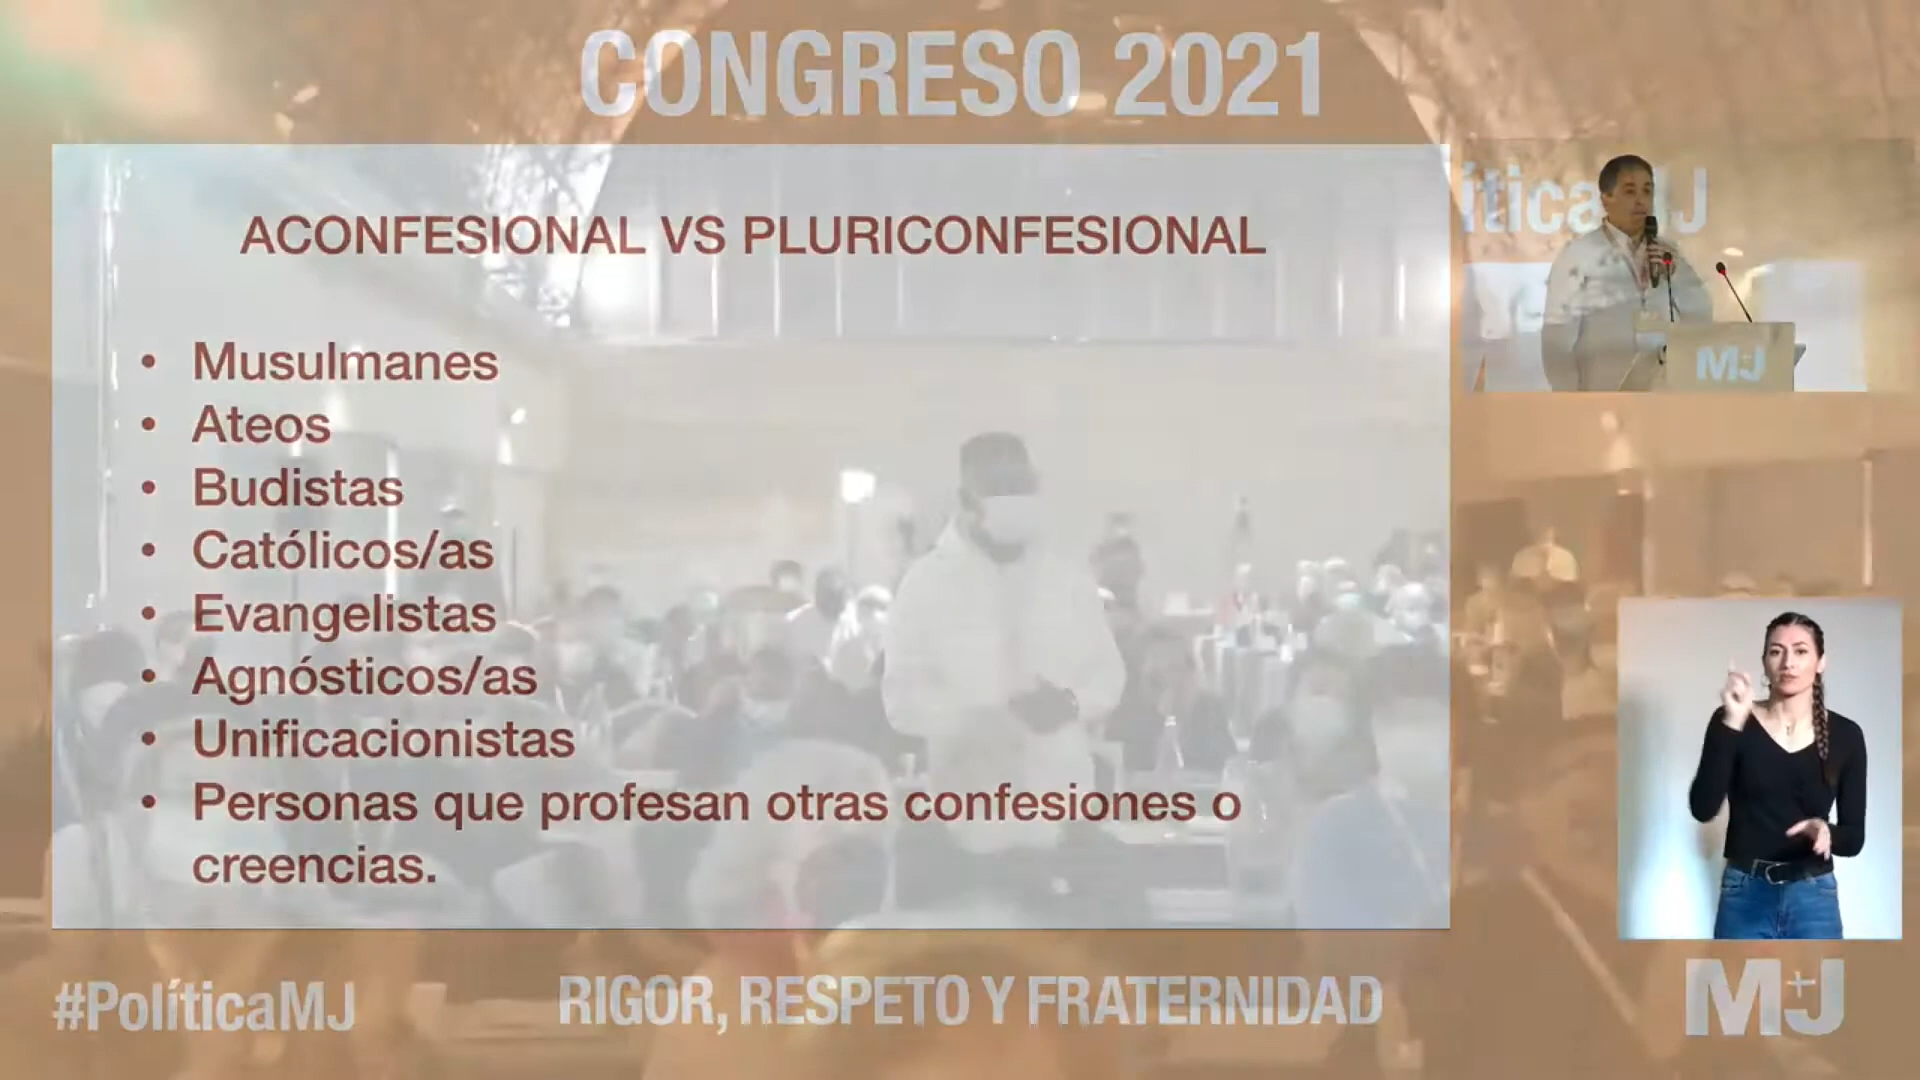 CONGRESO 2021
ACONFESIONAL VS PLURICONFESIONAL
• Musulmanes
• Ateos
• Budistas
• Católicos/as
• Evangelistas
• Agnósticos/as
• Unificacionistas
• Personas que profesan otras confesiones o
creencias.
íticaMJ
M+J
#PolíticaMJ
RIGOR, RESPETO Y FRATERNIDAD
M+J